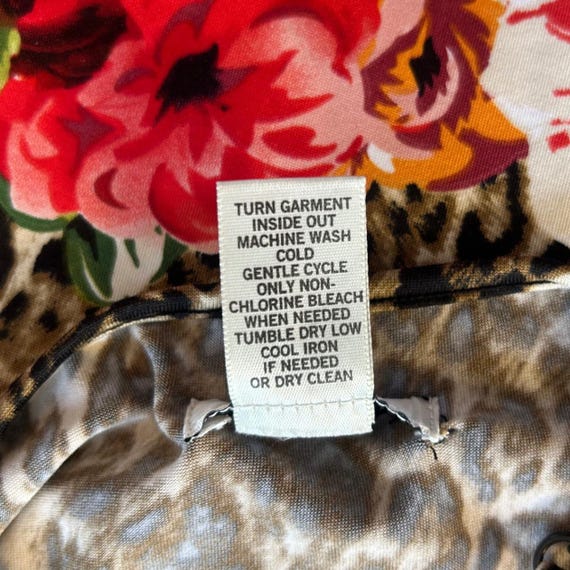 TURN GARMENT
INSIDE OUT
MACHINE WASH
COLD
GENTLE CYCLE
ONLY NON-
CHLORINE BLEACH
WHEN NEEDED
TUMBLE DRY LOW
COOL IRON
IF NEEDED
OR DRY CLEAN